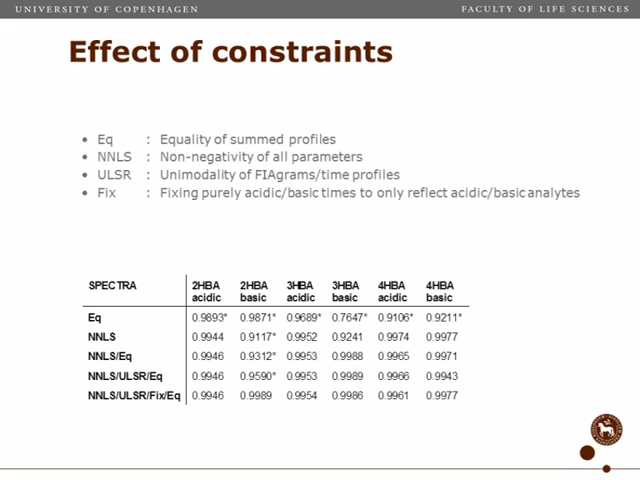 UNIVERSITY OF COPENHAGEN FACULTY OF LIFE SCIENCES
Effect of constraints
• Eq : Equality of summed profiles
• NNLS : Non-negativity of all parameters
• ULSR : Unimodality of FIAgrams/time profiles
• Fix : Fixing purely acidic/basic times to only reflect acidic/basic analytes
SPECTRA 2HBA 2HBA 3HBA 3HBA 4HBA 4HBA
acidic basic acidic basic acidic basic
Eq 0.9893* 0.9871* 0.9689* 0.7647* 0.9106* 0.9211*
NNLS 0.9944 0.9117* 0.9952 0.9241 0.9974 0.9977
NNLS/Eq 0.9946 0.9312* 0.9953 0.9988 0.9965 0.9971
NNLS/ULSR/Eq 0.9946 0.9590* 0.9953 0.9989 0.9966 0.9943
NNLS/ULSR/Fix/Eq 0.9946 0.9989 0.9954 0.9986 0.9961 0.9977